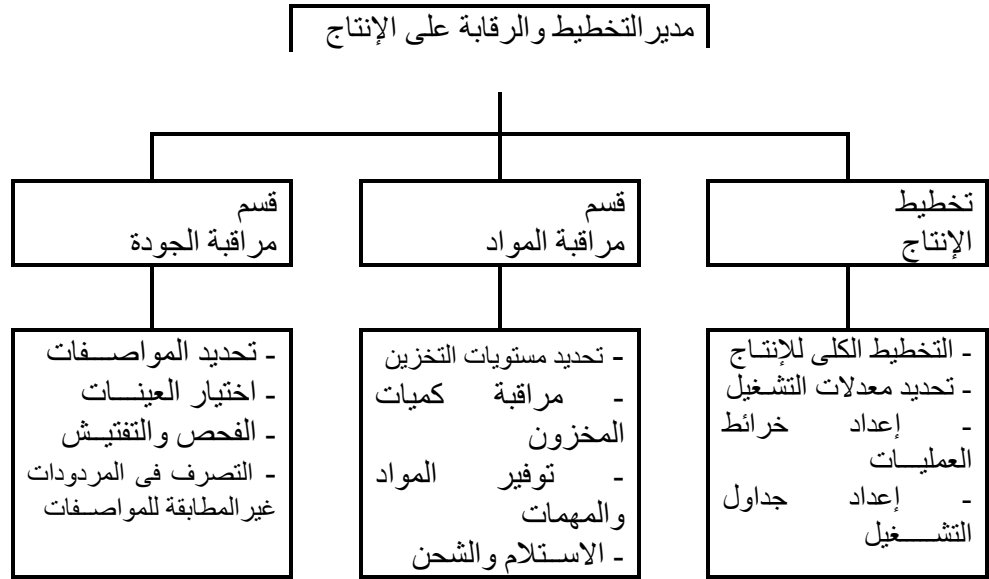 مدير التخطيط والرقابة على الإنتاج
تخطيط
الإنتاج
قسم
مراقبة المواد
قسم
مراقبة الجودة
- التخطيط الكلى للإنتاج
- تحديد معدلات التشغيل
- إعداد خرائط
العمليات
- إعداد جداول
التشغيل
- تحديد مستويات التخزين
- مراقبة كميات
المخزون
- توفير المواد
والمهمات
- الاستلام والشحن
- تحديد المواصفات
- اختيار العينات
- الفحص والتفتيش
- التصرف فى المردودات
غير المطابقة للمواصفات